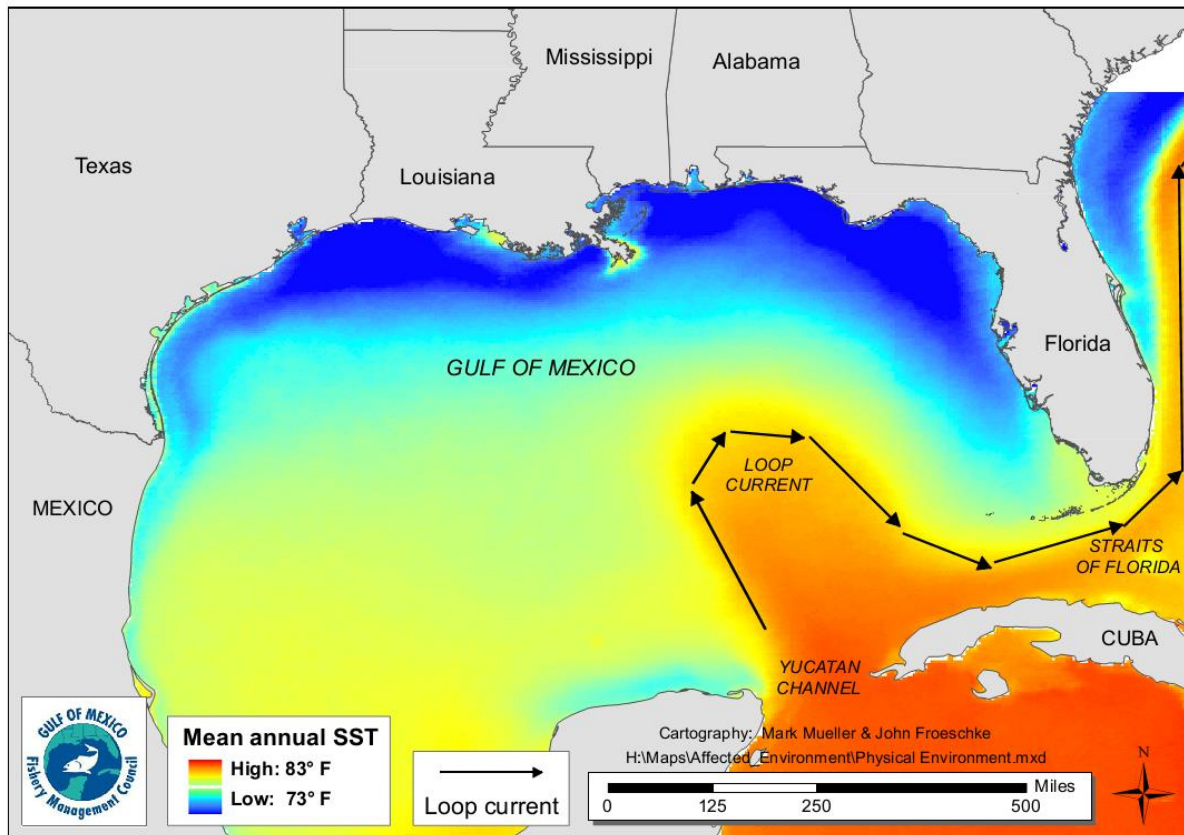 Mississippi
Alabama
Texas
Louisiana
Florida
GULF OF MEXICO
LOOP
CURRENT
MEXICO
STRAITS
OF FLORIDA
CUBA
YUCATAN
CHANNEL
GULF OF MEXICO
Fishery Management Council
Mean annual SST
High: 83° F
Low: 73° F
Loop current
Cartography: Mark Mueller & John Froeschke
H:\Maps\Affected_Environment\Physical Environment.mxd
Miles
0 125 250 500
N